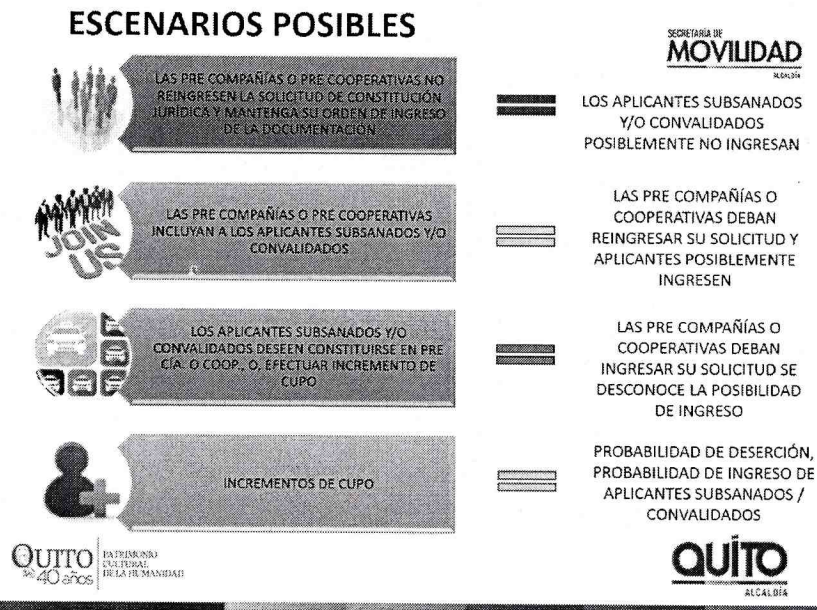 ESCENARIOS POSIBLES
SECRETARÍA DE
MOVILIDAD
ALCALDÍA
LAS PRE COMPAÑÍAS O PRE COOPERATIVAS NO
REINGRESEN LA SOLICITUD DE CONSTITUCIÓN
JURÍDICA Y MANTENGA SU ORDEN DE INGRESO
DE LA DOCUMENTACIÓN
LOS APLICANTES SUBSANADOS
Y/O CONVALIDADOS
POSIBLEMENTE NO INGRESAN
JOIN
US
LAS PRE COMPAÑÍAS O PRE COOPERATIVAS
INCLUYAN A LOS APLICANTES SUBSANADOS Y/O
CONVALIDADOS
LAS PRE COMPAÑÍAS O
COOPERATIVAS DEBAN
REINGRESAR SU SOLICITUD Y
APLICANTES POSIBLEMENTE
INGRESEN
LOS APLICANTES SUBSANADOS Y/O
CONVALIDADOS DESEEN CONSTITUIRSE EN PRE
CÍA. O COOP., O, EFECTUAR INCREMENTO DE
CUPO
LAS PRE COMPAÑÍAS O
COOPERATIVAS DEBAN
INGRESAR SU SOLICITUD SE
DESCONOCE LA POSIBILIDAD
DE INGRESO
INCREMENTOS DE CUPO
PROBABILIDAD DE DESERCIÓN,
PROBABILIDAD DE INGRESO DE
APLICANTES SUBSANADOS /
CONVALIDADOS
QUITO
40 años
PATRIMONIO
CULTURAL
DE LA HUMANIDAD
QUITO
ALCALDÍA